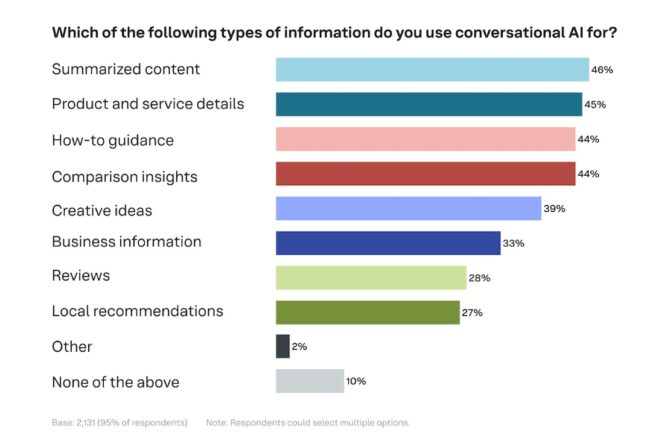 Which of the following types of information do you use conversational AI for?
Summarized content 46%
Product and service details 45%
How-to guidance 44%
Comparison insights 44%
Creative ideas 39%
Business information 33%
Reviews 28%
Local recommendations 27%
Other 2%
None of the above 10%
Base: 2,131 (95% of respondents) Note: Respondents could select multiple options.